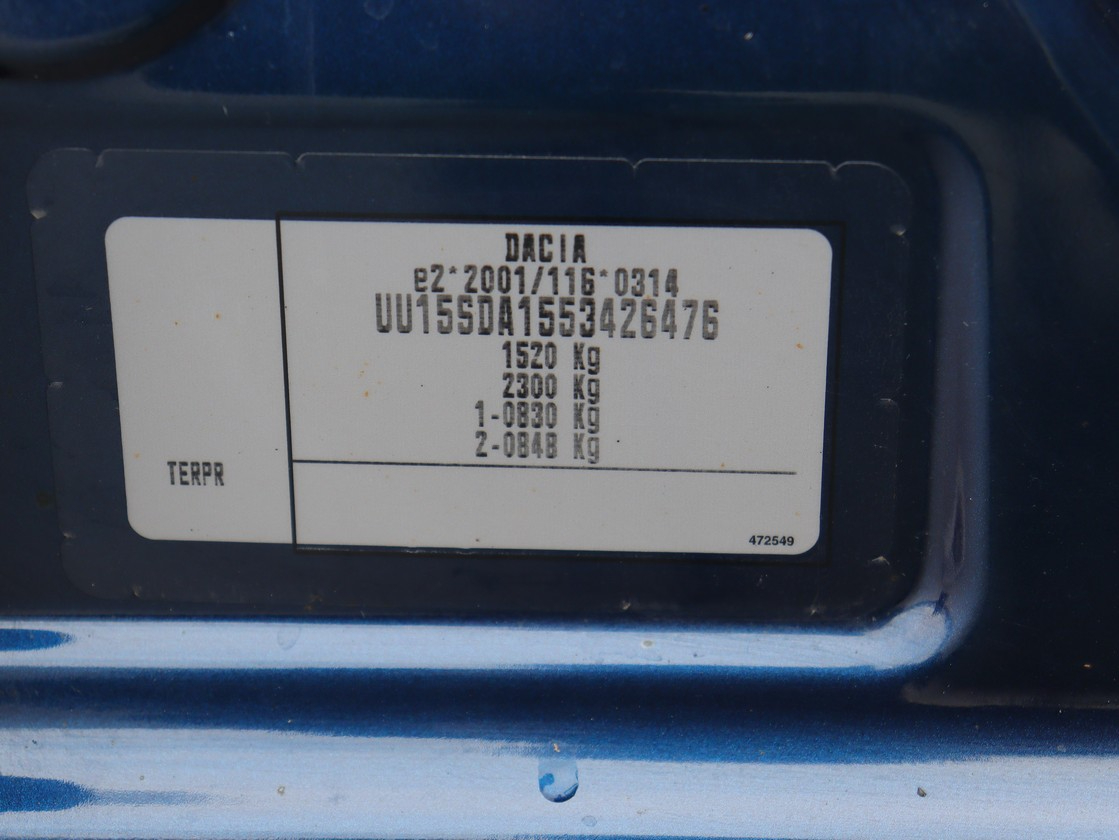 DACIA
e2*2001/116*0314
UU15SDA1553426476
1520 Kg
2300 Kg
1-0830 Kg
2-0848 Kg
TERPR
472549